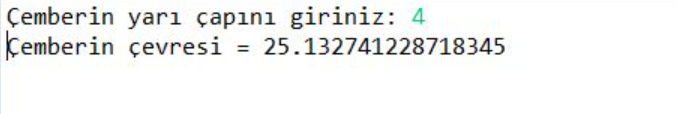 Çemberin yarı çapını giriniz: 4
Çemberin çevresi = 25.132741228718345